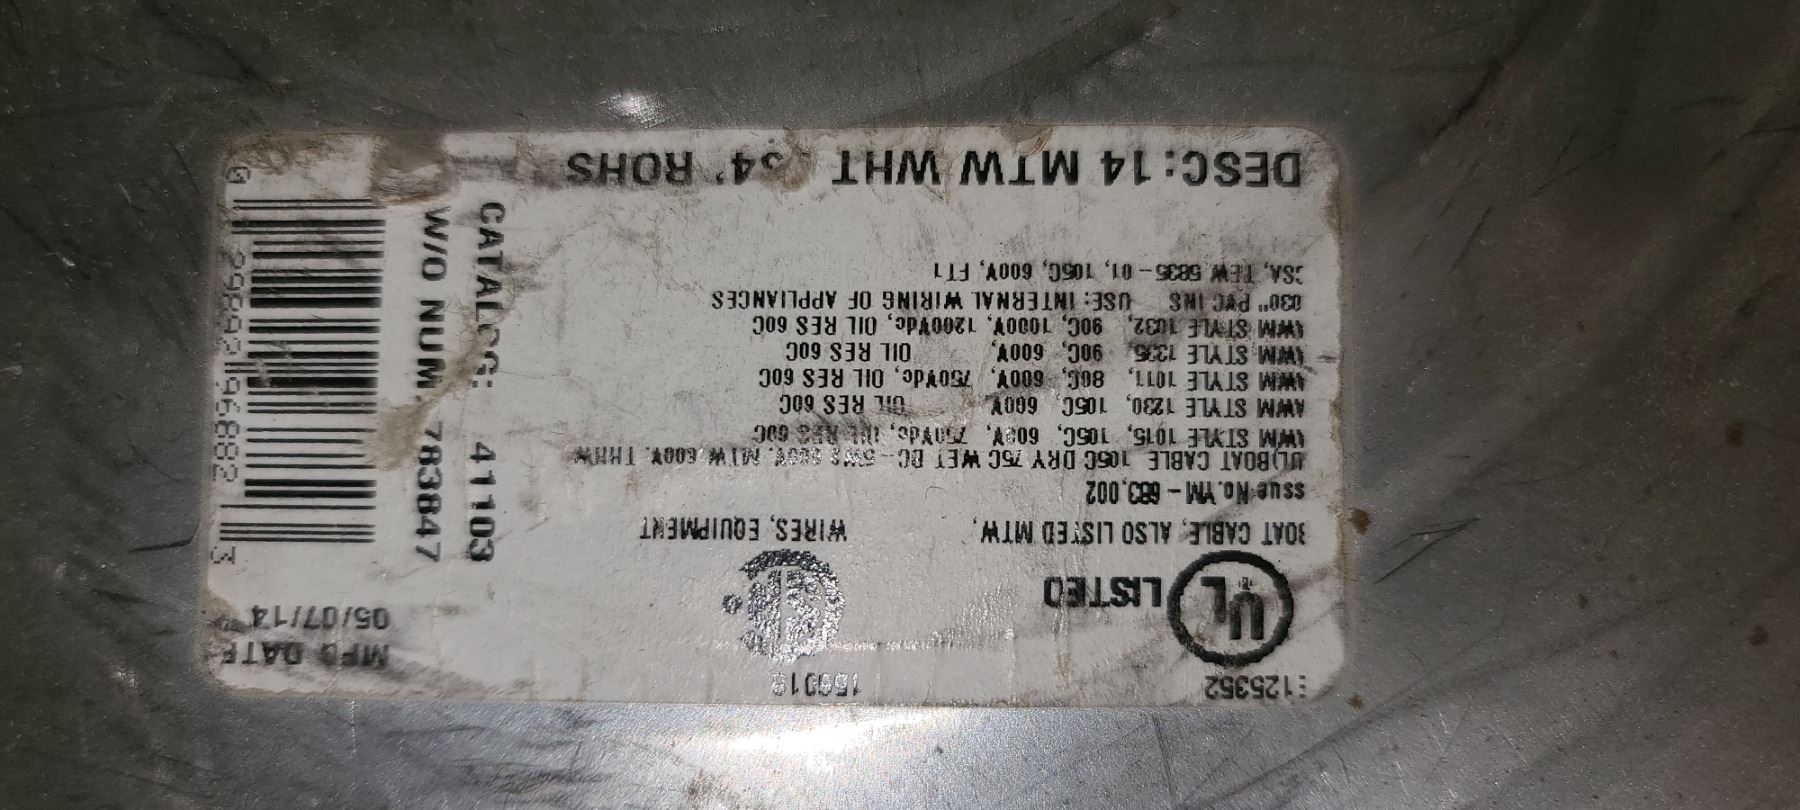 DESC: 14 MTW WHT 54' ROHS
CSA, TEW 5835-01, 105C, 600V, FT1
030" PVC INS USE: INTERNAL WIRING OF APPLIANCES
AWM STYLE 1032, 90C, 1000V, 1200Vdc, OIL RES 60C
AWM STYLE 1335 90C, 600V, OIL RES 60C
AWM STYLE 1011, 80C, 600V, 750Vdc, OIL RES 60C
AWM STYLE 1230, 105C, 600V OIL RES 60C
AWM STYLE 1015, 105C, 600V, 750Vdc, OIL RES 60C
UL)BOAT CABLE 105C DRY 75C WET BC-5W2 600V, MTW 600V, THHW
ssue No. YM-683,002
BOAT CABLE, ALSO LISTED MTW, WIRES, EQUIPMENT
UL LISTED
E125352
CATALOG: 41103
W/O NUM. 783847
MFG DATE
05/07/14